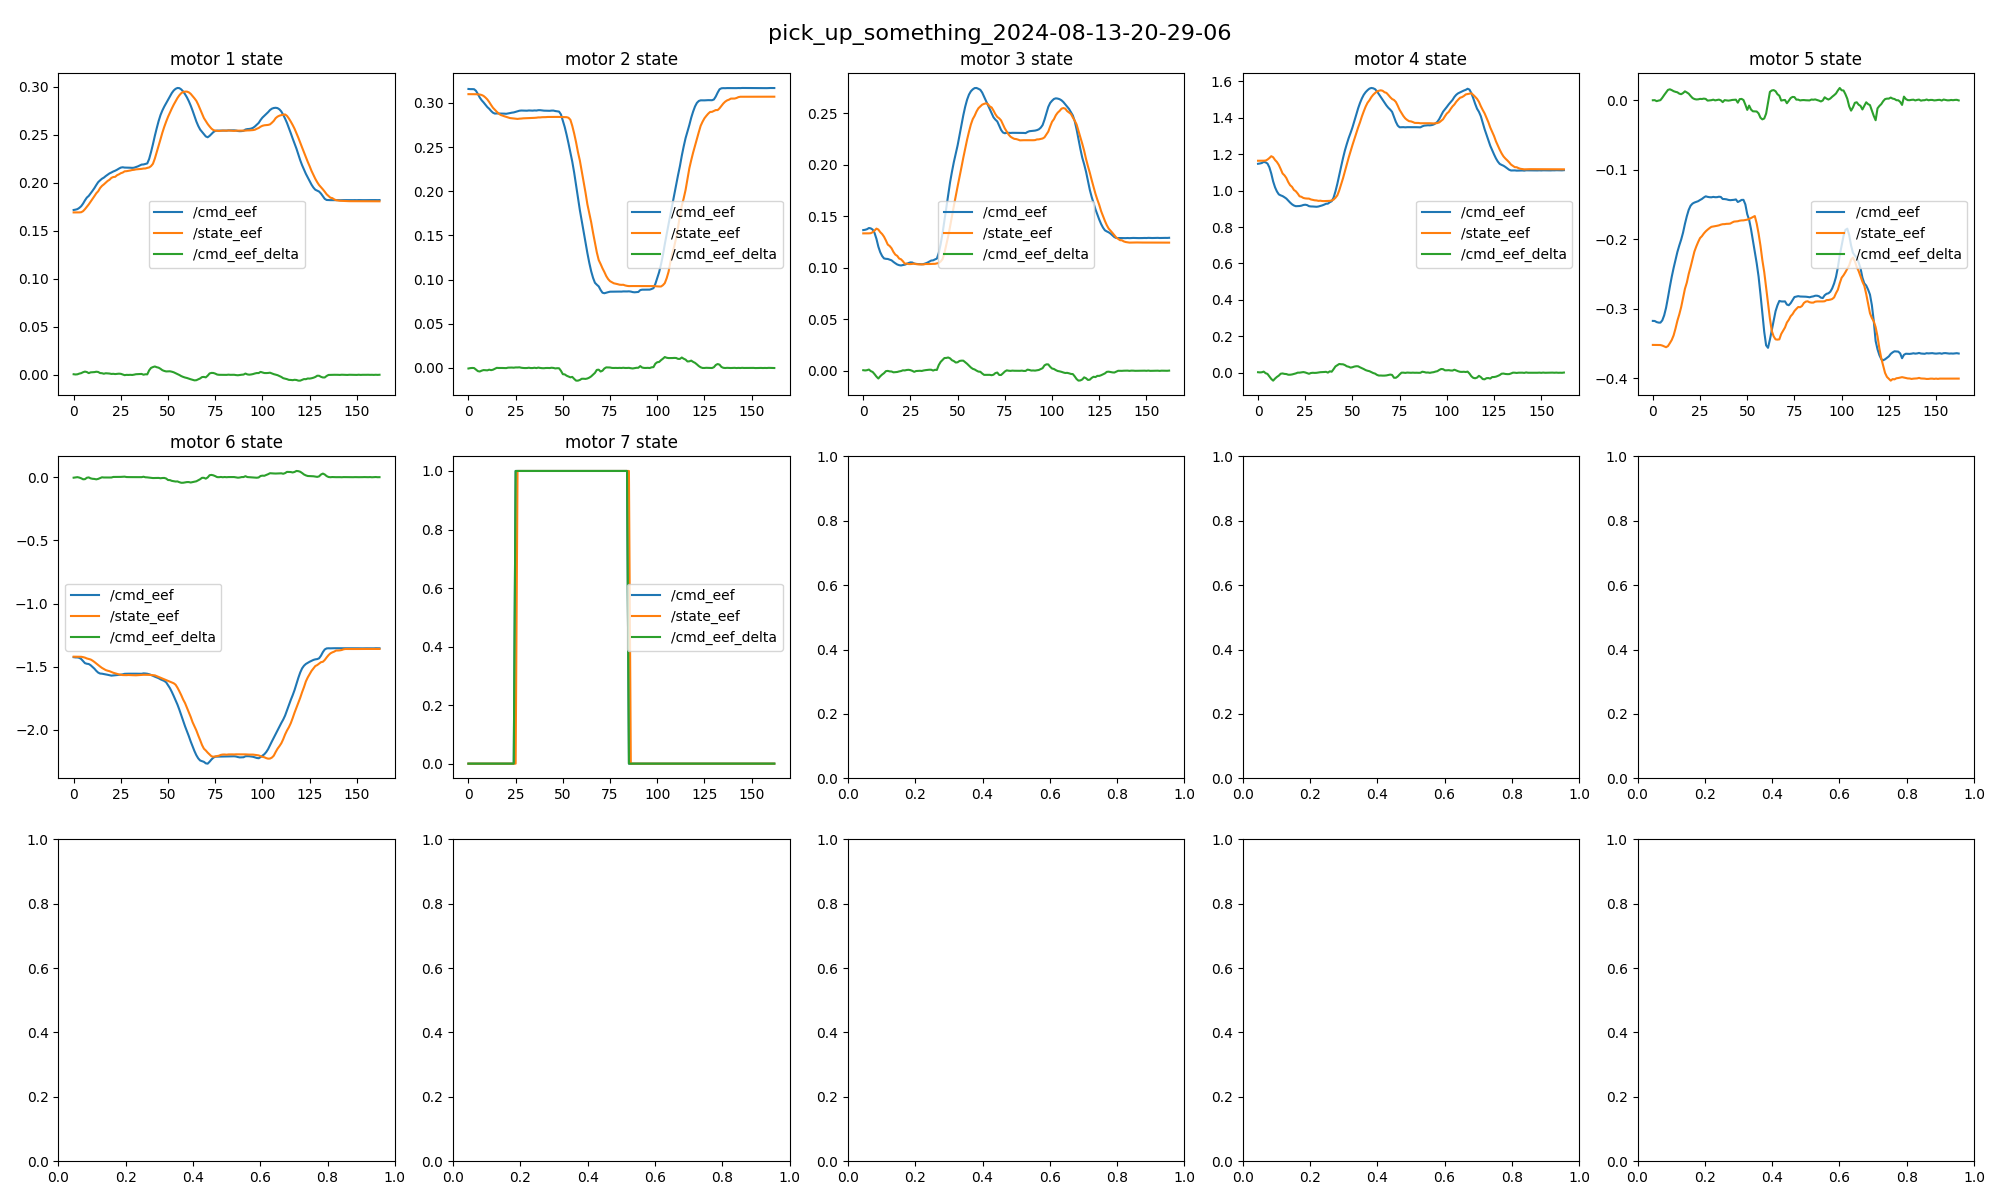 pick_up_something_2024-08-13-20-29-06
motor 1 state
0.30
0.25
0.20
0.15
0.10
0.05
0.00
0 25 50 75 100 125 150
/cmd_eef
/state_eef
/cmd_eef_delta
motor 2 state
0.30
0.25
0.20
0.15
0.10
0.05
0.00
0 25 50 75 100 125 150
/cmd_eef
/state_eef
/cmd_eef_delta
motor 3 state
0.25
0.20
0.15
0.10
0.05
0.00
0 25 50 75 100 125 150
/cmd_eef
/state_eef
/cmd_eef_delta
motor 4 state
1.6
1.4
1.2
1.0
0.8
0.6
0.4
0.2
0.0
0 25 50 75 100 125 150
/cmd_eef
/state_eef
/cmd_eef_delta
motor 5 state
0.0
−0.1
−0.2
−0.3
−0.4
0 25 50 75 100 125 150
/cmd_eef
/state_eef
/cmd_eef_delta
motor 6 state
0.0
−0.5
−1.0
−1.5
−2.0
0 25 50 75 100 125 150
/cmd_eef
/state_eef
/cmd_eef_delta
motor 7 state
1.0
0.8
0.6
0.4
0.2
0.0
0 25 50 75 100 125 150
/cmd_eef
/state_eef
/cmd_eef_delta
1.0
0.8
0.6
0.4
0.2
0.0
0.0 0.2 0.4 0.6 0.8 1.0
1.0
0.8
0.6
0.4
0.2
0.0
0.0 0.2 0.4 0.6 0.8 1.0
1.0
0.8
0.6
0.4
0.2
0.0
0.0 0.2 0.4 0.6 0.8 1.0
1.0
0.8
0.6
0.4
0.2
0.0
0.0 0.2 0.4 0.6 0.8 1.0
1.0
0.8
0.6
0.4
0.2
0.0
0.0 0.2 0.4 0.6 0.8 1.0
1.0
0.8
0.6
0.4
0.2
0.0
0.0 0.2 0.4 0.6 0.8 1.0
1.0
0.8
0.6
0.4
0.2
0.0
0.0 0.2 0.4 0.6 0.8 1.0
1.0
0.8
0.6
0.4
0.2
0.0
0.0 0.2 0.4 0.6 0.8 1.0